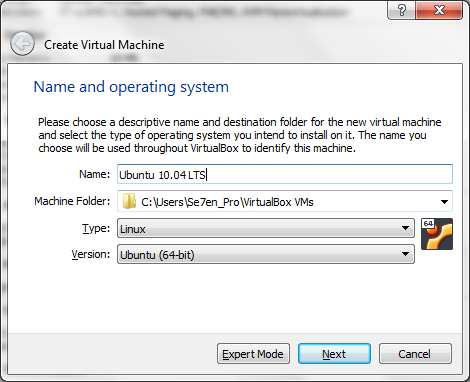 Create Virtual Machine
Name and operating system
Please choose a descriptive name and destination folder for the new virtual machine
and select the type of operating system you intend to install on it. The name you
choose will be used throughout VirtualBox to identify this machine.
Name: Ubuntu 10.04 LTS
Machine Folder: C:\Users\Se7en_Pro\VirtualBox VMs
Type: Linux
64
Version: Ubuntu (64-bit)
Expert Mode Next Cancel